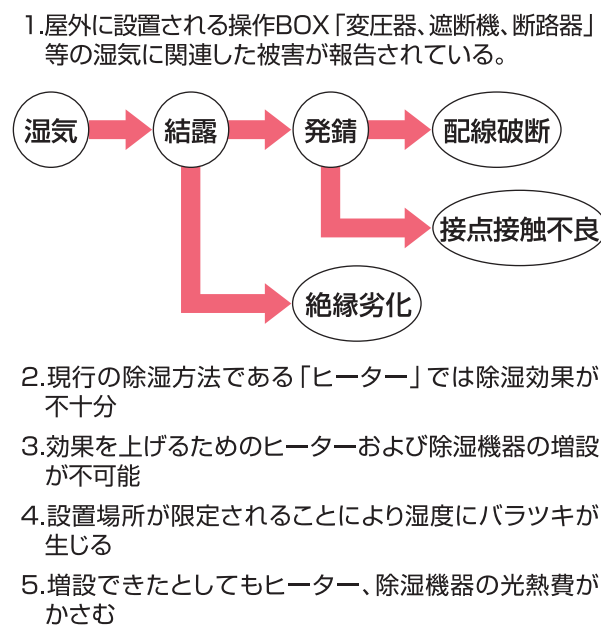 1.屋外に設置される操作BOX「変圧器、遮断機、断路器」
等の湿気に関連した被害が報告されている。
湿気
結露
発錆
配線破断
接点接触不良
絶縁劣化
2.現行の除湿方法である「ヒーター」では除湿効果が
不十分
3.効果を上げるためのヒーターおよび除湿機器の増設
が不可能
4.設置場所が限定されることにより湿度にバラツキが
生じる
5.増設できたとしてもヒーター、除湿機器の光熱費が
かさむ